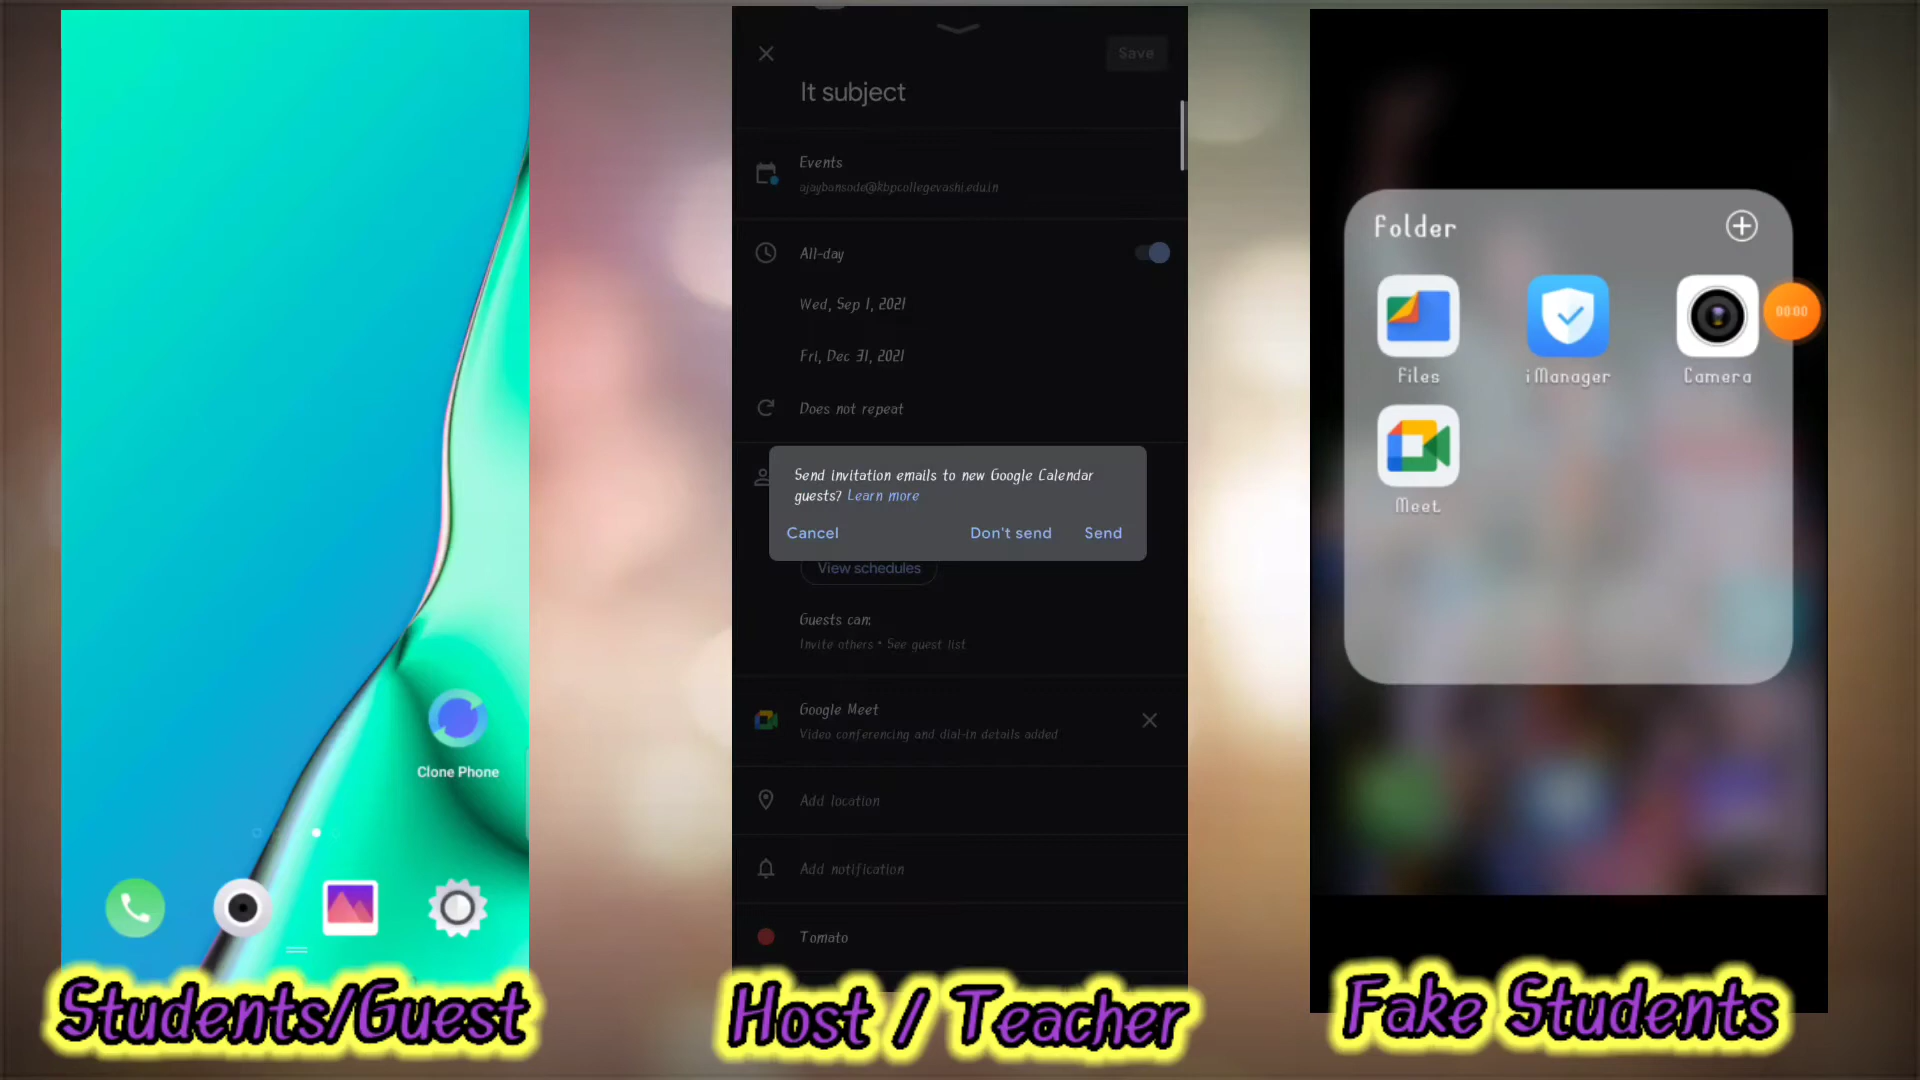 Clone Phone
Students/Guest
Save
It subject
Events
ajaybansode@kbpcollegevashi.edu.in
All-day
Wed, Sep 1, 2021
Fri, Dec 31, 2021
Does not repeat
Send invitation emails to new Google Calendar
guests? Learn more
Cancel
Don't send
Send
View schedules
Guests can:
Invite others • See guest list
Google Meet
Video conferencing and dial-in details added
Add location
Add notification
Tomato
Host / Teacher
Folder
00:00
Files
i Manager
Camera
Meet
Fake Students